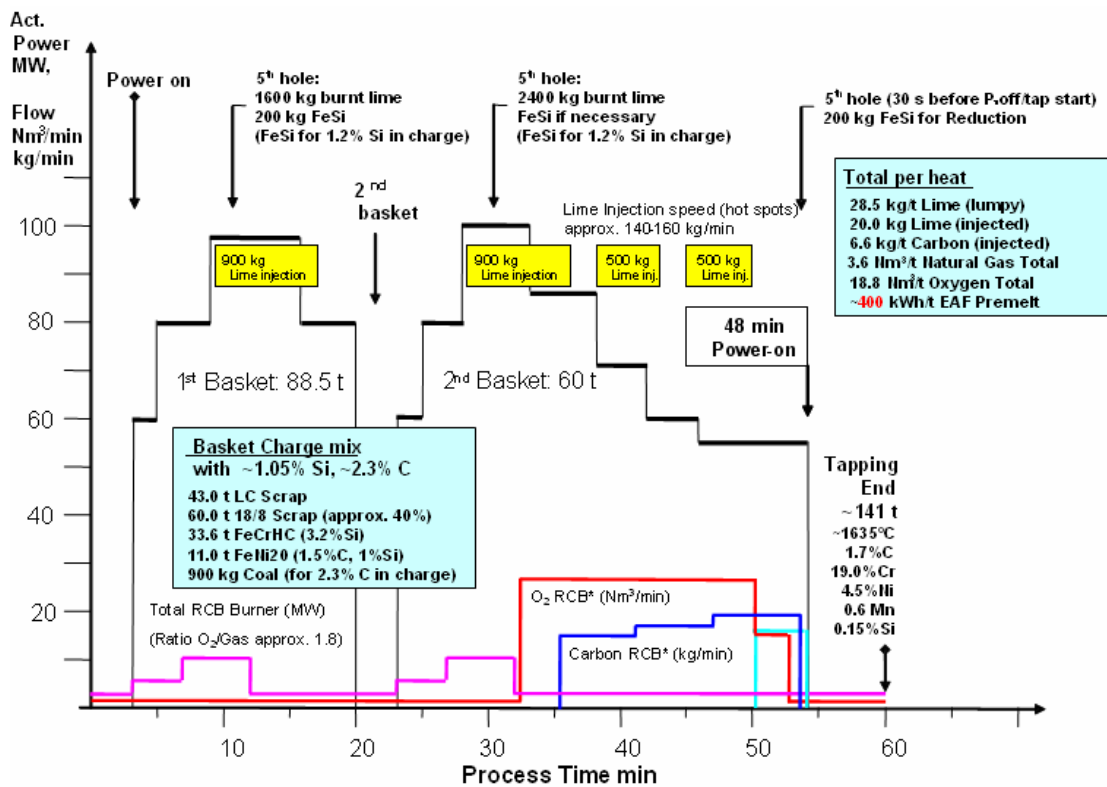 Act.
Power
MW,
Flow
Nm³/min
kg/min
Power on
5th hole:
1600 kg burnt lime
200 kg FeSi
(FeSi for 1.2% Si in charge)
5th hole:
2400 kg burnt lime
FeSi if necessary
(FeSi for 1.2% Si in charge)
5th hole (30 s before P.off/tap start)
200 kg FeSi for Reduction
2nd
basket
Lime Injection speed (hot spots)
approx. 140-160 kg/min
Total per heat
28.5 kg/t Lime (lumpy)
20.0 kg Lime (injected)
6.6 kg/t Carbon (injected)
3.6 Nm³/t Natural Gas Total
18.8 Nm³/t Oxygen Total
~400 kWh/t EAF Premelt
900 kg
Lime injection
900 kg
Lime injection
500 kg
Lime inj.
500 kg
Lime inj.
48 min
Power-on
1st Basket: 88.5 t
2nd Basket: 60 t
Basket Charge mix
with ~1.05% Si, ~2.3% C
43.0 t LC Scrap
60.0 t 18/8 Scrap (approx. 40%)
33.6 t FeCrHC (3.2%Si)
11.0 t FeNi20 (1.5%C, 1%Si)
900 kg Coal (for 2.3% C in charge)
Tapping
End
~ 141 t
~1635°C
1.7%C
19.0%Cr
4.5%Ni
0.6 Mn
0.15%Si
Total RCB Burner (MW)
(Ratio O2/Gas approx. 1.8)
O2 RCB* (Nm³/min)
Carbon RCB* (kg/min)
100
80
60
40
20
10
20
30
40
50
60
Process Time min